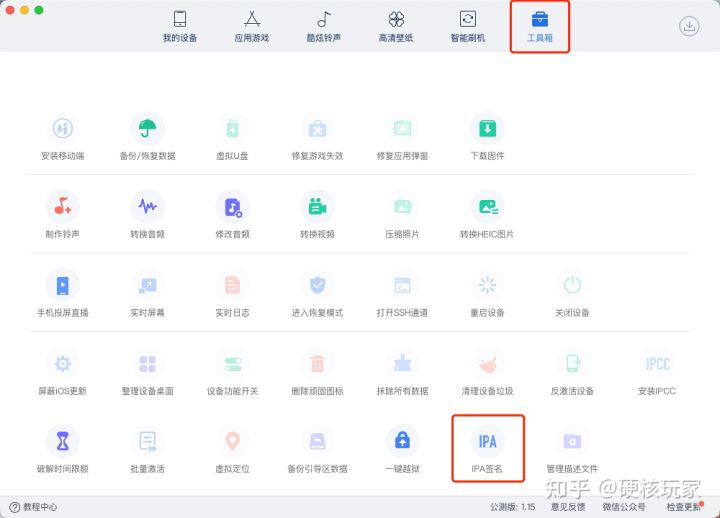 我的设备
应用游戏
酷炫铃声
高清壁纸
智能刷机
工具箱
安装移动端
备份/恢复数据
虚拟U盘
修复游戏失效
修复应用弹窗
下载固件
制作铃声
转换音频
修改音频
转换视频
压缩照片
转换HEIC图片
手机投屏直播
实时屏幕
实时日志
进入恢复模式
打开SSH通道
重启设备
关闭设备
IPCC
屏蔽iOS更新
整理设备桌面
设备功能开关
删除顽固图标
抹除所有数据
清理设备垃圾
反激活设备
安装IPCC
IPA
破解时间限额
批量激活
虚拟定位
备份引导区数据
一键越狱
IPA签名
管理描述文件
知乎 @硬核玩家
教程中心
公测版: 1.15
意见反馈
微信公众号
检查更新